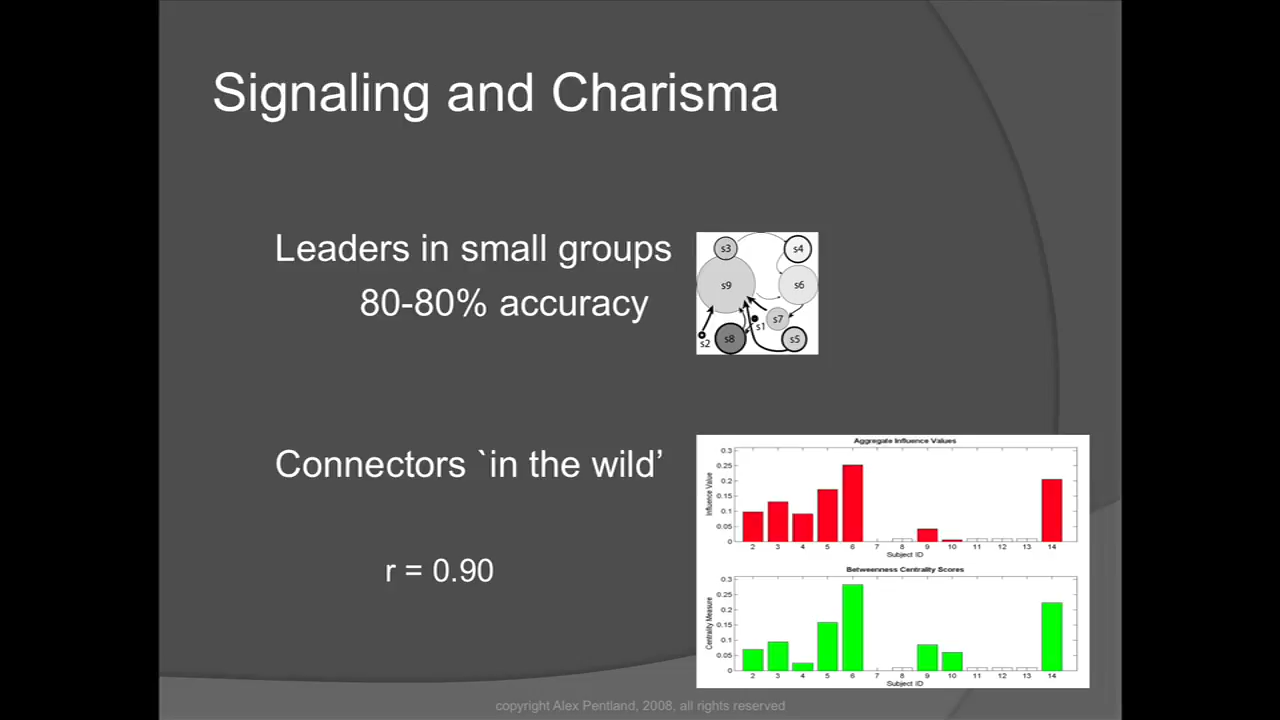 Signaling and Charisma
Leaders in small groups
80-80% accuracy
s3
s4
s9
s6
s7
s1
s2
s8
s5
Connectors `in the wild’
r = 0.90
Aggregate Influence Values
Influence Value
0.3
0.25
0.2
0.15
0.1
0.05
0
2 3 4 5 6 7 8 9 10 11 12 13 14
Subject ID
Betweenness Centrality Scores
Centrality Measure
0.3
0.25
0.2
0.15
0.1
0.05
0
2 3 4 5 6 7 8 9 10 11 12 13 14
Subject ID
copyright Alex Pentland, 2008, all rights reserved